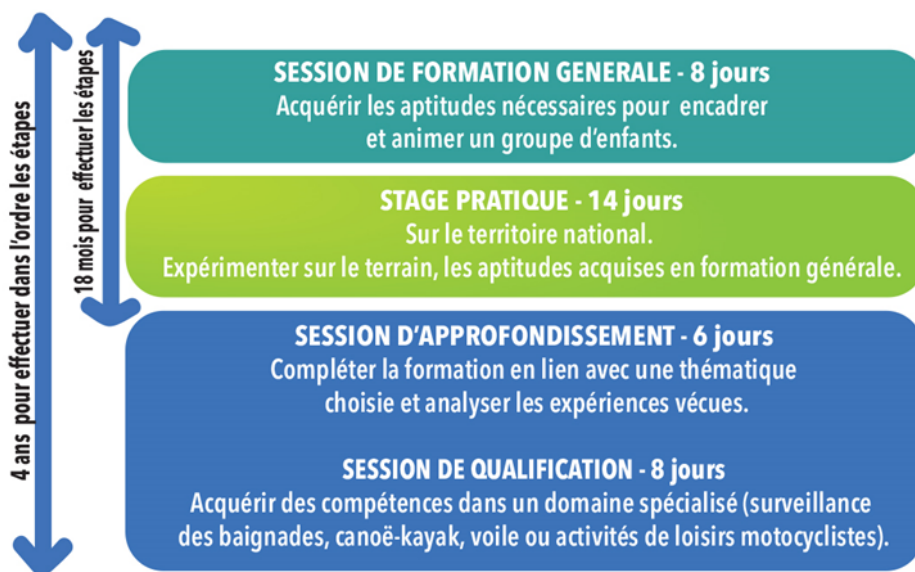 4 ans pour effectuer dans l'ordre les étapes
18 mois pour effectuer les étapes
SESSION DE FORMATION GENERALE - 8 jours
Acquérir les aptitudes nécessaires pour encadrer
et animer un groupe d'enfants.
STAGE PRATIQUE - 14 jours
Sur le territoire national.
Expérimenter sur le terrain, les aptitudes acquises en formation générale.
SESSION D'APPROFONDISSEMENT - 6 jours
Compléter la formation en lien avec une thématique
choisie et analyser les expériences vécues.
SESSION DE QUALIFICATION - 8 jours
Acquérir des compétences dans un domaine spécialisé (surveillance
des baignades, canoë-kayak, voile ou activités de loisirs motocyclistes).